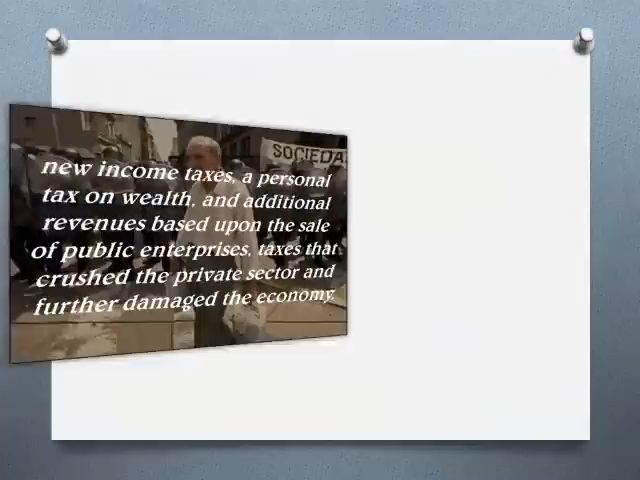 SOCIEDA
new income taxes, a personal
tax on wealth, and additional
revenues based upon the sale
of public enterprises, taxes that
crushed the private sector and
further damaged the economy.